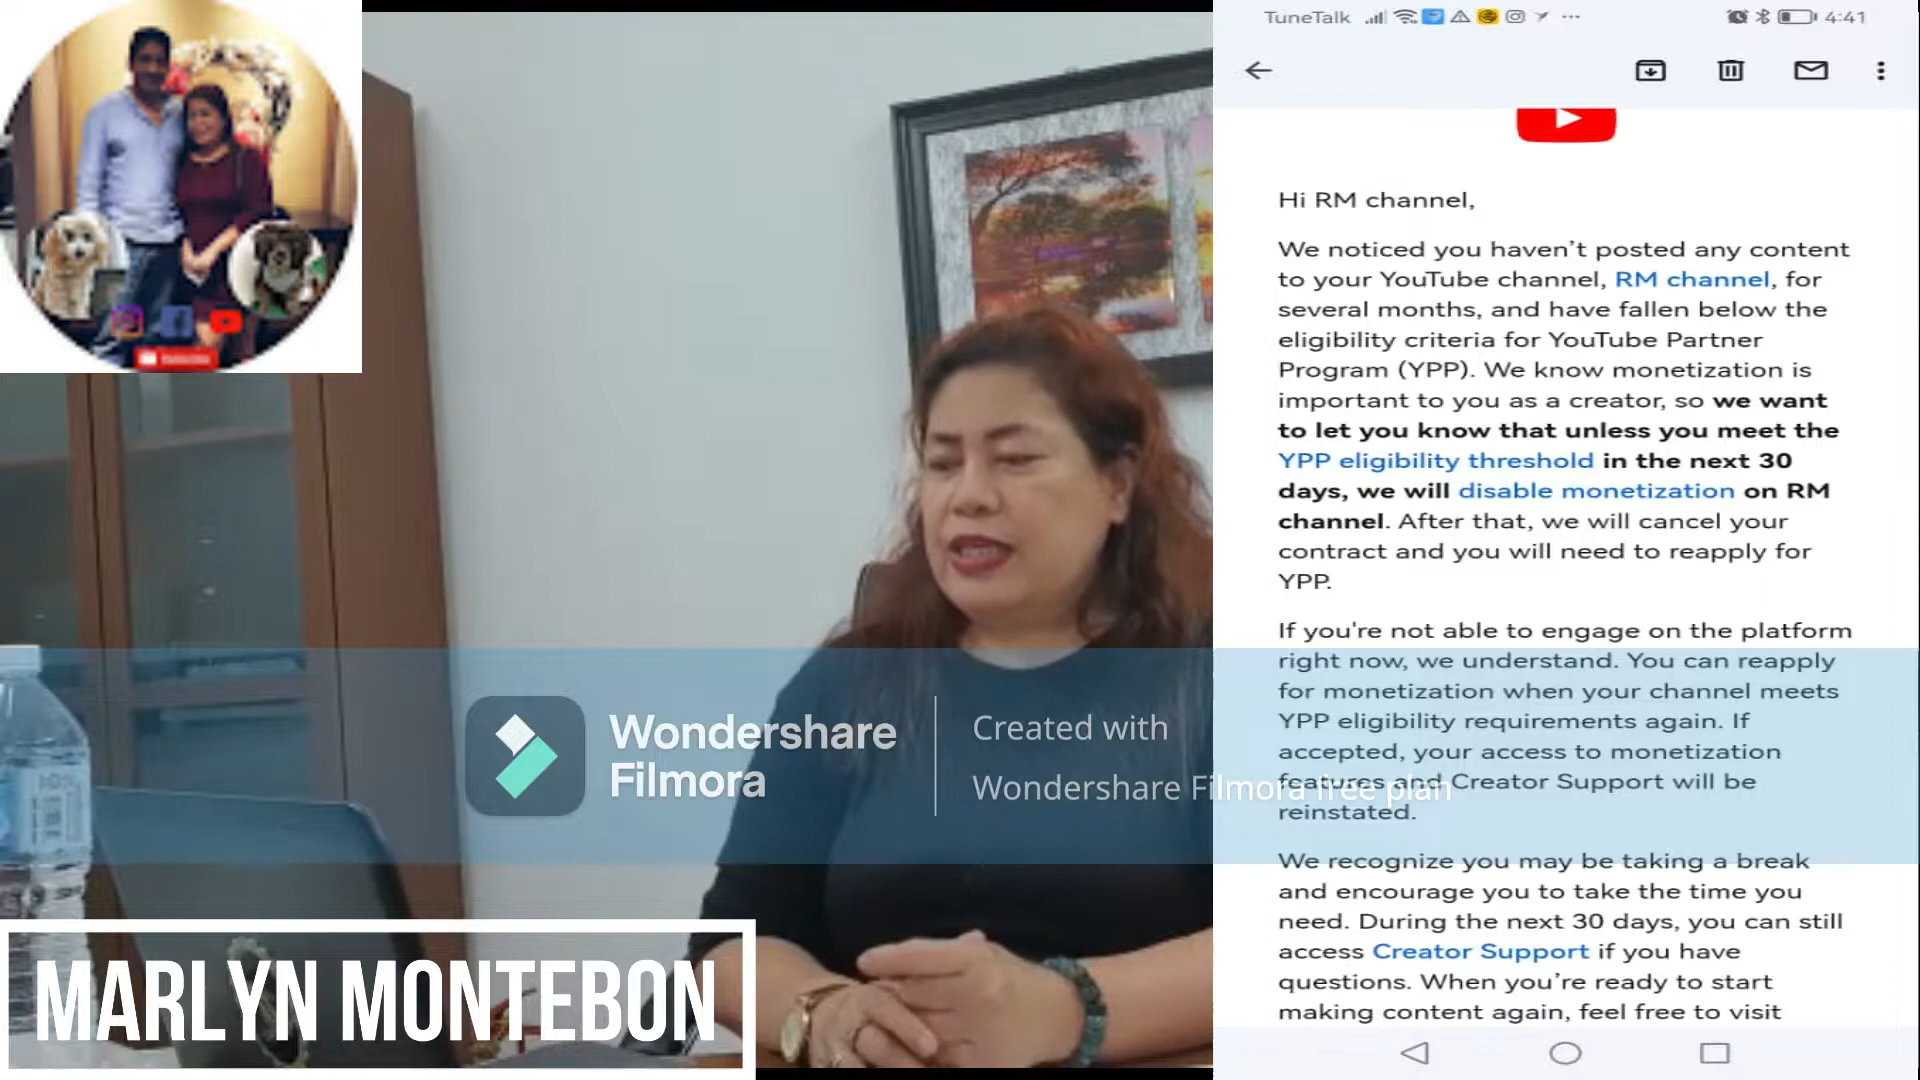 TuneTalk
4:41
Hi RM channel,
We noticed you haven't posted any content
to your YouTube channel, RM channel, for
several months, and have fallen below the
eligibility criteria for YouTube Partner
Program (YPP). We know monetization is
important to you as a creator, so we want
to let you know that unless you meet the
YPP eligibility threshold in the next 30
days, we will disable monetization on RM
channel. After that, we will cancel your
contract and you will need to reapply for
YPP.
If you're not able to engage on the platform
right now, we understand. You can reapply
for monetization when your channel meets
YPP eligibility requirements again. If
accepted, your access to monetization
features and Creator Support will be
reinstated.
We recognize you may be taking a break
and encourage you to take the time you
need. During the next 30 days, you can still
access Creator Support if you have
questions. When you're ready to start
making content again, feel free to visit
Wondershare
Filmora
Created with
Wondershare Filmora free plan
MARLYN MONTEBON